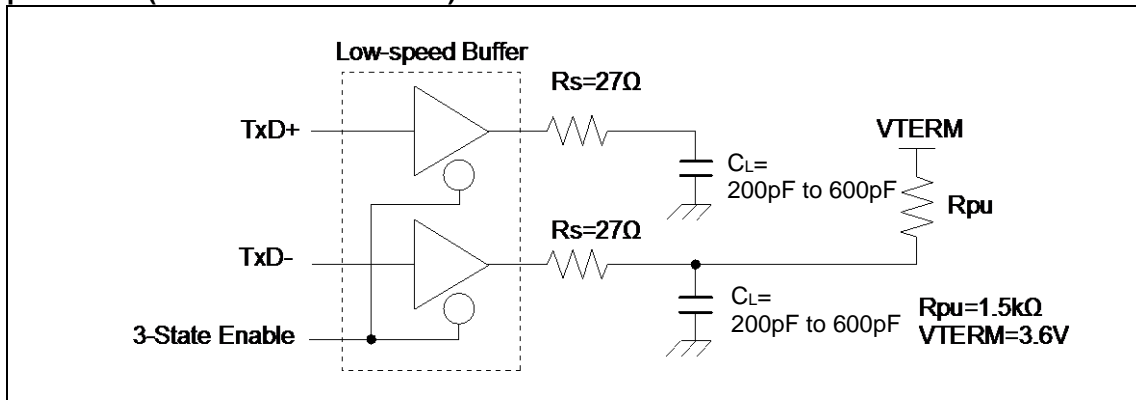 Low-speed Buffer
Rs=27Ω
TxD+
VTERM
CL=
200pF to 600pF
Rpu
Rs=27Ω
TxD-
CL=
200pF to 600pF
Rpu=1.5kΩ
VTERM=3.6V
3-State Enable